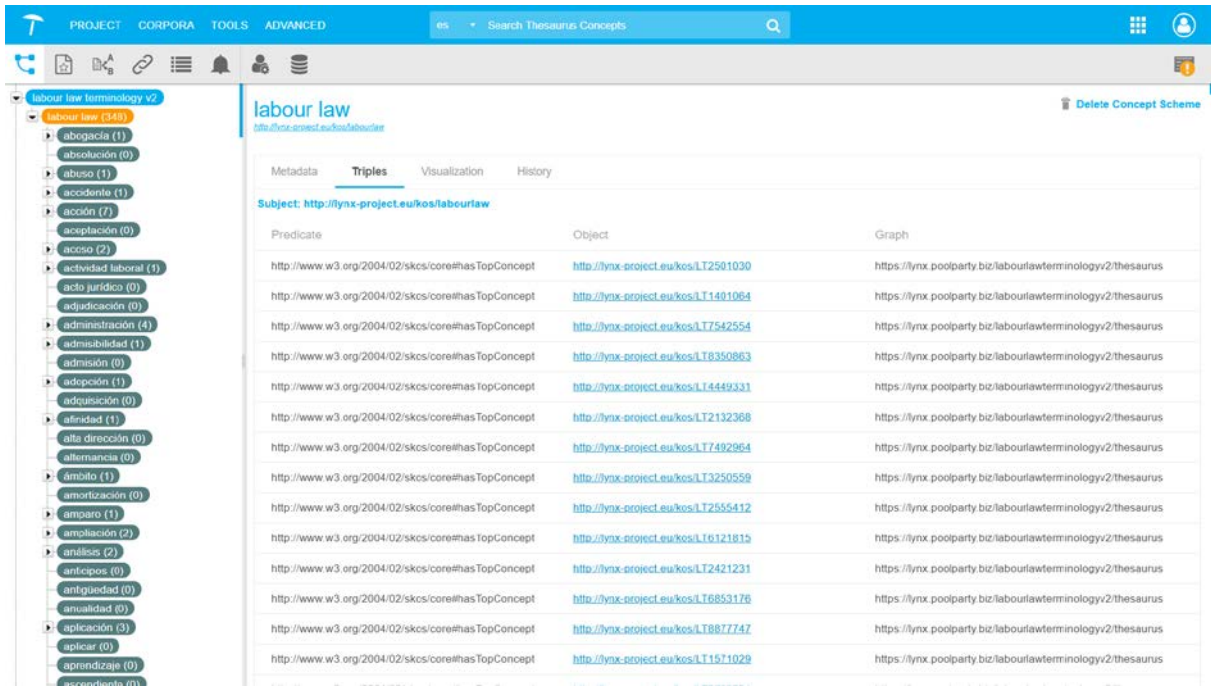 PROJECT CORPORA TOOLS ADVANCED es Search Thesaurus Concepts
labour law terminology v2
labour law (348)
abogacía (1)
absolución (0)
abuso (1)
accidente (1)
acción (7)
aceptación (0)
acoso (2)
actividad laboral (1)
acto jurídico (0)
adjudicación (0)
administración (4)
admisibilidad (1)
admisión (0)
adopción (1)
adquisición (0)
afinidad (1)
alta dirección (0)
alternancia (0)
ámbito (1)
amortización (0)
amparo (1)
ampliación (2)
análisis (2)
anticipos (0)
antigüedad (0)
anualidad (0)
aplicación (3)
aplicar (0)
aprendizaje (0)
ascendiente (0)
labour law
Delete Concept Scheme
http://lynx-project.eu/kos/labourlaw
Metadata Triples Visualization History
Subject: http://lynx-project.eu/kos/labourlaw
Predicate Object Graph
http://www.w3.org/2004/02/skcs/core#hasTopConcept http://lynx-project.eu/kos/LT2501030 https://lynx.poolparty.biz/labourlawterminologyv2/thesaurus
http://www.w3.org/2004/02/skcs/core#hasTopConcept http://lynx-project.eu/kos/LT1401064 https://lynx.poolparty.biz/labourlawterminologyv2/thesaurus
http://www.w3.org/2004/02/skcs/core#hasTopConcept http://lynx-project.eu/kos/LT7542554 https://lynx.poolparty.biz/labourlawterminologyv2/thesaurus
http://www.w3.org/2004/02/skcs/core#hasTopConcept http://lynx-project.eu/kos/LT8350863 https://lynx.poolparty.biz/labourlawterminologyv2/thesaurus
http://www.w3.org/2004/02/skcs/core#hasTopConcept http://lynx-project.eu/kos/LT4449331 https://lynx.poolparty.biz/labourlawterminologyv2/thesaurus
http://www.w3.org/2004/02/skcs/core#hasTopConcept http://lynx-project.eu/kos/LT2132368 https://lynx.poolparty.biz/labourlawterminologyv2/thesaurus
http://www.w3.org/2004/02/skcs/core#hasTopConcept http://lynx-project.eu/kos/LT7492964 https://lynx.poolparty.biz/labourlawterminologyv2/thesaurus
http://www.w3.org/2004/02/skcs/core#hasTopConcept http://lynx-project.eu/kos/LT3250559 https://lynx.poolparty.biz/labourlawterminologyv2/thesaurus
http://www.w3.org/2004/02/skcs/core#hasTopConcept http://lynx-project.eu/kos/LT2555412 https://lynx.poolparty.biz/labourlawterminologyv2/thesaurus
http://www.w3.org/2004/02/skcs/core#hasTopConcept http://lynx-project.eu/kos/LT6121815 https://lynx.poolparty.biz/labourlawterminologyv2/thesaurus
http://www.w3.org/2004/02/skcs/core#hasTopConcept http://lynx-project.eu/kos/LT2421231 https://lynx.poolparty.biz/labourlawterminologyv2/thesaurus
http://www.w3.org/2004/02/skcs/core#hasTopConcept http://lynx-project.eu/kos/LT6853176 https://lynx.poolparty.biz/labourlawterminologyv2/thesaurus
http://www.w3.org/2004/02/skcs/core#hasTopConcept http://lynx-project.eu/kos/LT8877747 https://lynx.poolparty.biz/labourlawterminologyv2/thesaurus
http://www.w3.org/2004/02/skcs/core#hasTopConcept http://lynx-project.eu/kos/LT1571029 https://lynx.poolparty.biz/labourlawterminologyv2/thesaurus